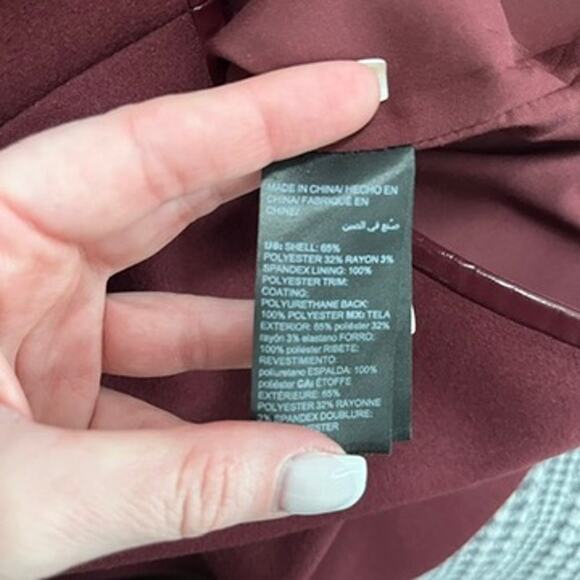 MADE IN CHINA/ HECHO EN
CHINA/ FABRIQUÉ EN
CHINE/
صنع في الصين
US: SHELL: 65%
POLYESTER 32% RAYON 3%
SPANDEX LINING: 100%
POLYESTER TRIM:
COATING:
POLYURETHANE BACK:
100% POLYESTER MX: TELA
EXTERIOR: 65% poliéster 32%
rayón 3% elastano FORRO:
100% poliéster RIBETE:
REVESTIMIENTO:
poliuretano ESPALDA: 100%
poliéster CA: ÉTOFFE
EXTÉRIEURE: 65%
POLYESTER 32% RAYONNE
3% SPANDEX DOUBLURE: